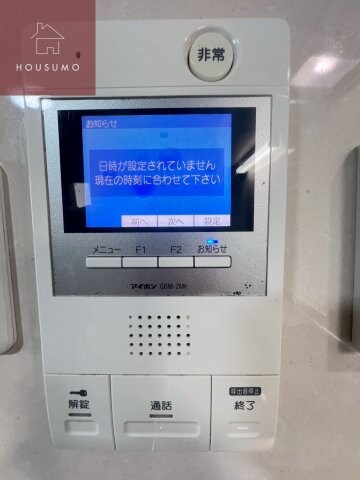 HOUSUMO
非常
お知らせ
日時が設定されていません
現在の時刻に合わせて下さい
前へ 次へ 設定
メニュー F1 F2 お知らせ
アイホン GBM-2MK
解錠
通話
終了